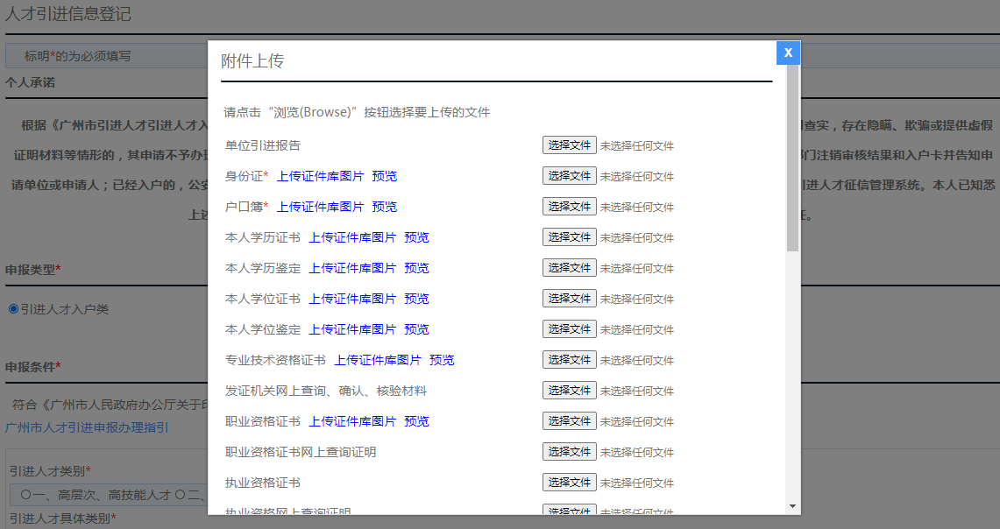 人才引进信息登记
标明*的为必须填写
个人承诺
根据《广州市引进人才引进人才入
查实，存在隐瞒、欺骗或提供虚假
证明材料等情形的，其申请不予办理
部门注销审核结果和入户卡并告知申
请单位或申请人；已经入户的，公安
引进人才征信管理系统。本人已知悉
上述
任。
申报类型*
引进人才入户类
申报条件*
符合《广州市人民政府办公厅关于印
广州市人才引进申报办理指引
引进人才类别*
一、高层次、高技能人才 二、
引进人才具体类别*
附件上传
X
请点击“浏览(Browse)”按钮选择要上传的文件
单位引进报告 选择文件 未选择任何文件
身份证* 上传证件库图片 预览 选择文件 未选择任何文件
户口簿* 上传证件库图片 预览 选择文件 未选择任何文件
本人学历证书 上传证件库图片 预览 选择文件 未选择任何文件
本人学历鉴定 上传证件库图片 预览 选择文件 未选择任何文件
本人学位证书 上传证件库图片 预览 选择文件 未选择任何文件
本人学位鉴定 上传证件库图片 预览 选择文件 未选择任何文件
专业技术资格证书 上传证件库图片 预览 选择文件 未选择任何文件
发证机关网上查询、确认、核验材料 选择文件 未选择任何文件
职业资格证书 上传证件库图片 预览 选择文件 未选择任何文件
职业资格证书网上查询证明 选择文件 未选择任何文件
执业资格证书 选择文件 未选择任何文件
执业资格网上查询证明 选择文件 未选择任何文件